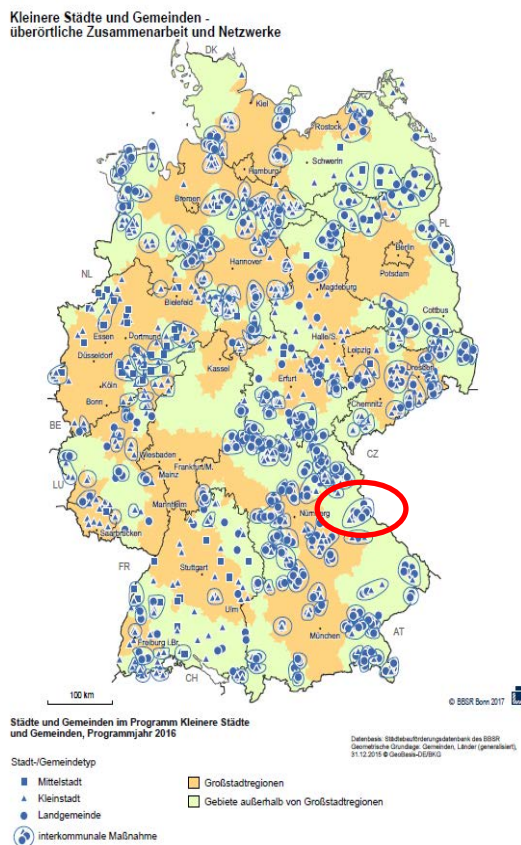 Kleinere Städte und Gemeinden -
überörtliche Zusammenarbeit und Netzwerke
DK
Kiel
Rostock
Schwerin
Hamburg
Bremen
PL
Berlin
NL
Hannover
Potsdam
Magdeburg
Bielefeld
Cottbus
Essen
Dortmund
Halle/S.
Düsseldorf
Leipzig
Kassel
Dresden
Köln
Erfurt
Bonn
Chemnitz
BE
CZ
Wiesbaden
Frankfurt/M.
LU
Mainz
Mannheim
Nürnberg
Saarbrücken
FR
Stuttgart
Ulm
München
AT
Freiburg i.Br.
CH
100 km
© BBSR Bonn 2017
Städte und Gemeinden im Programm Kleinere Städte
und Gemeinden, Programmjahr 2016
Datenbasis: Städtebauförderungsdatenbank des BBSR
Geometrische Grundlage: Gemeinden, Länder (generalisiert),
31.12.2015 © GeoBasis-DE/BKG
Stadt-/Gemeindetyp
Mittelstadt
Kleinstadt
Landgemeinde
interkommunale Maßnahme
Großstadtregionen
Gebiete außerhalb von Großstadtregionen